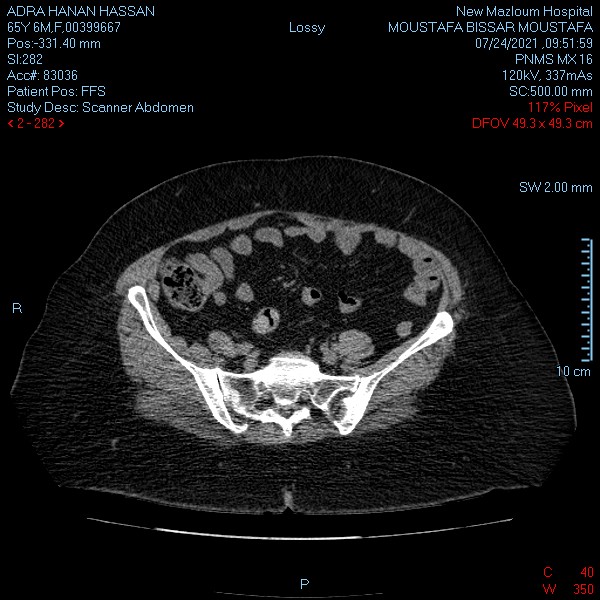 ADRA HANAN HASSAN
65Y 6M,F,00399667
Pos:-331.40 mm
SI:282
Acc#: 83036
Patient Pos: FFS
Study Desc: Scanner Abdomen
< 2 - 282 >
Lossy
New Mazloum Hospital
MOUSTAFA BISSAR MOUSTAFA
07/24/2021 ,09:51:59
PNMS MX 16
120kV, 337mAs
SC:500.00 mm
117% Pixel
DFOV 49.3 x 49.3 cm
SW 2.00 mm
R
10 cm
P
C 40
W 350